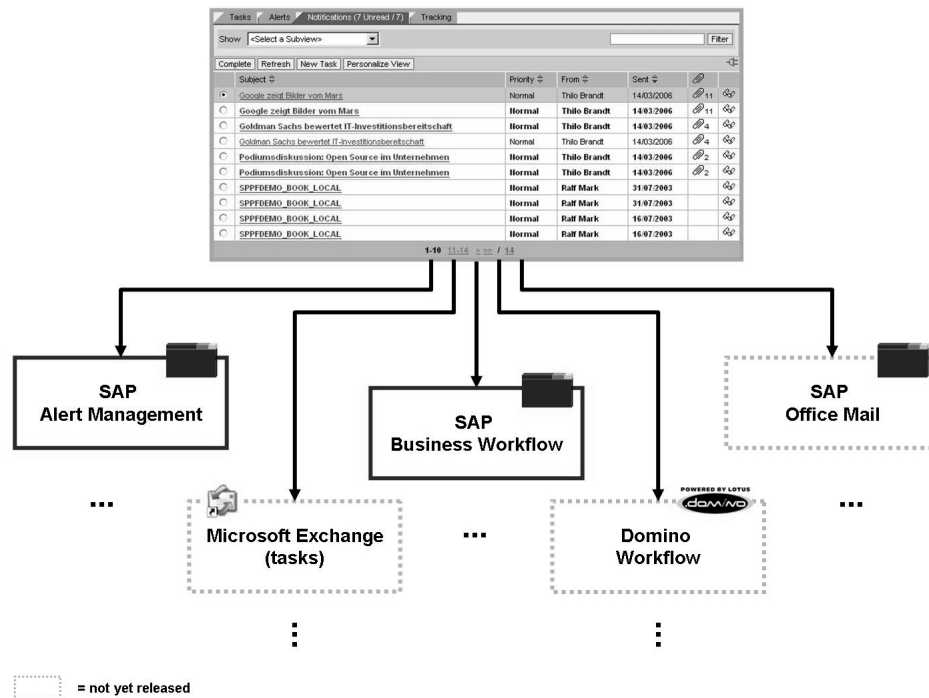 Tasks Alerts Notifications (7 Unread / 7) Tracking
Show <Select a Subview> Filter
Complete Refresh New Task Personalize View
Subject Priority From Sent
Google zeigt Bilder vom Mars Normal Thilo Brandt 14/03/2006 11
Google zeigt Bilder vom Mars Normal Thilo Brandt 14/03/2006 11
Goldman Sachs bewertet IT-Investitionsbereitschaft Normal Thilo Brandt 14/03/2006 4
Goldman Sachs bewertet IT-Investitionsbereitschaft Normal Thilo Brandt 14/03/2006 4
Podiumsdiskussion: Open Source im Unternehmen Normal Thilo Brandt 14/03/2006 2
Podiumsdiskussion: Open Source im Unternehmen Normal Thilo Brandt 14/03/2006 2
SPPFDEMO_BOOK_LOCAL Normal Ralf Mark 31/07/2003
SPPFDEMO_BOOK_LOCAL Normal Ralf Mark 31/07/2003
SPPFDEMO_BOOK_LOCAL Normal Ralf Mark 16/07/2003
SPPFDEMO_BOOK_LOCAL Normal Ralf Mark 16/07/2003
1-10 11-14 > >> / 14
SAP
Alert Management
SAP
Business Workflow
SAP
Office Mail
...
...
POWERED BY LOTUS
domino
Microsoft Exchange
(tasks)
...
Domino
Workflow
= not yet released